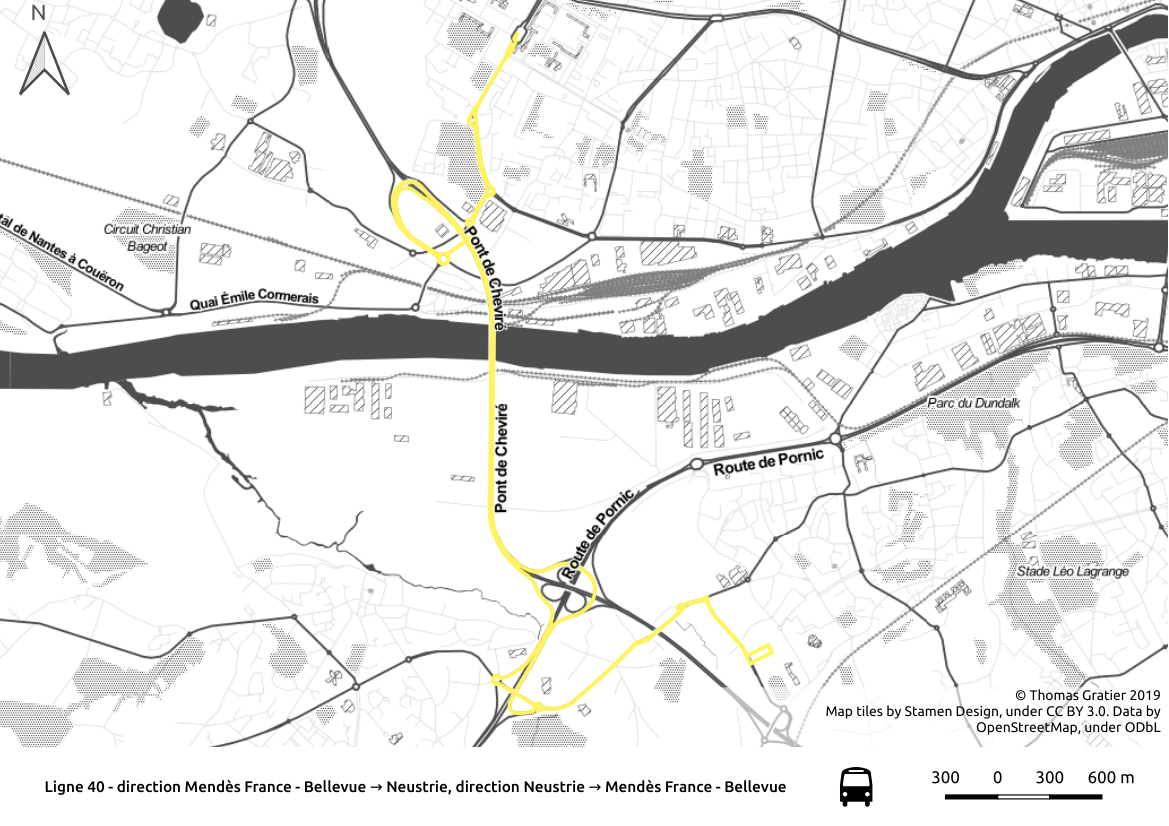 N
Circuit Christian
Bageot
tal de Nantes à Couëron
Quai Émile Cormerais
Pont de Cheviré
Pont de Cheviré
Parc du Dundalk
Route de Pornic
Route de Pornic
Stade Léo Lagrange
© Thomas Gratier 2019
Map tiles by Stamen Design, under CC BY 3.0. Data by
OpenStreetMap, under ODbL
Ligne 40 - direction Mendès France - Bellevue → Neustrie, direction Neustrie → Mendès France - Bellevue
300 0 300 600 m